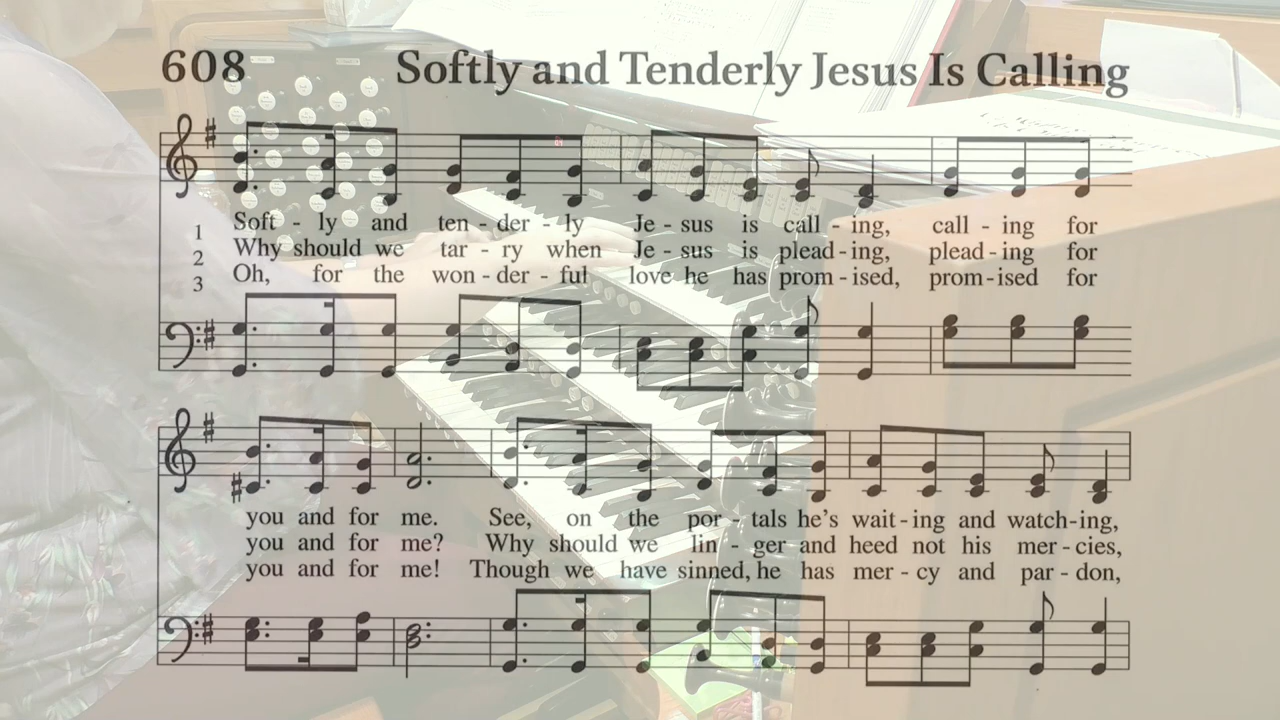 608 Softly and Tenderly Jesus Is Calling
1 Soft - ly and ten - der - ly Je - sus is call - ing, call - ing for
2 Why should we tar - ry when Je - sus is plead - ing, plead - ing for
3 Oh, for the won - der - ful love he has prom - ised, prom - ised for
you and for me. See, on the por - tals he's wait - ing and watch - ing,
you and for me? Why should we lin - ger and heed not his mer - cies,
you and for me! Though we have sinned, he has mer - cy and par - don,